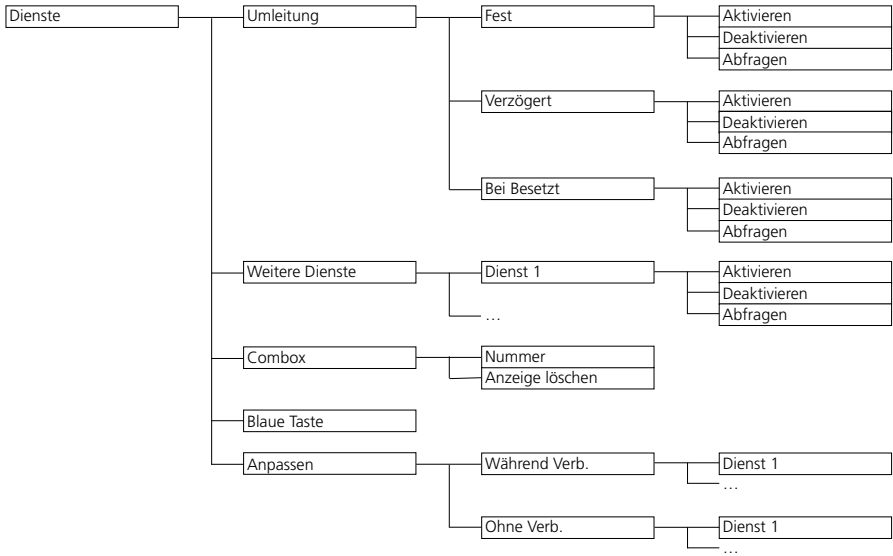 Dienste
Umleitung
Fest
Aktivieren
Deaktivieren
Abfragen
Verzögert
Aktivieren
Deaktivieren
Abfragen
Bei Besetzt
Aktivieren
Deaktivieren
Abfragen
Weitere Dienste
Dienst 1
Aktivieren
Deaktivieren
Abfragen
…
Combox
Nummer
Anzeige löschen
Blaue Taste
Anpassen
Während Verb.
Dienst 1
…
Ohne Verb.
Dienst 1
…